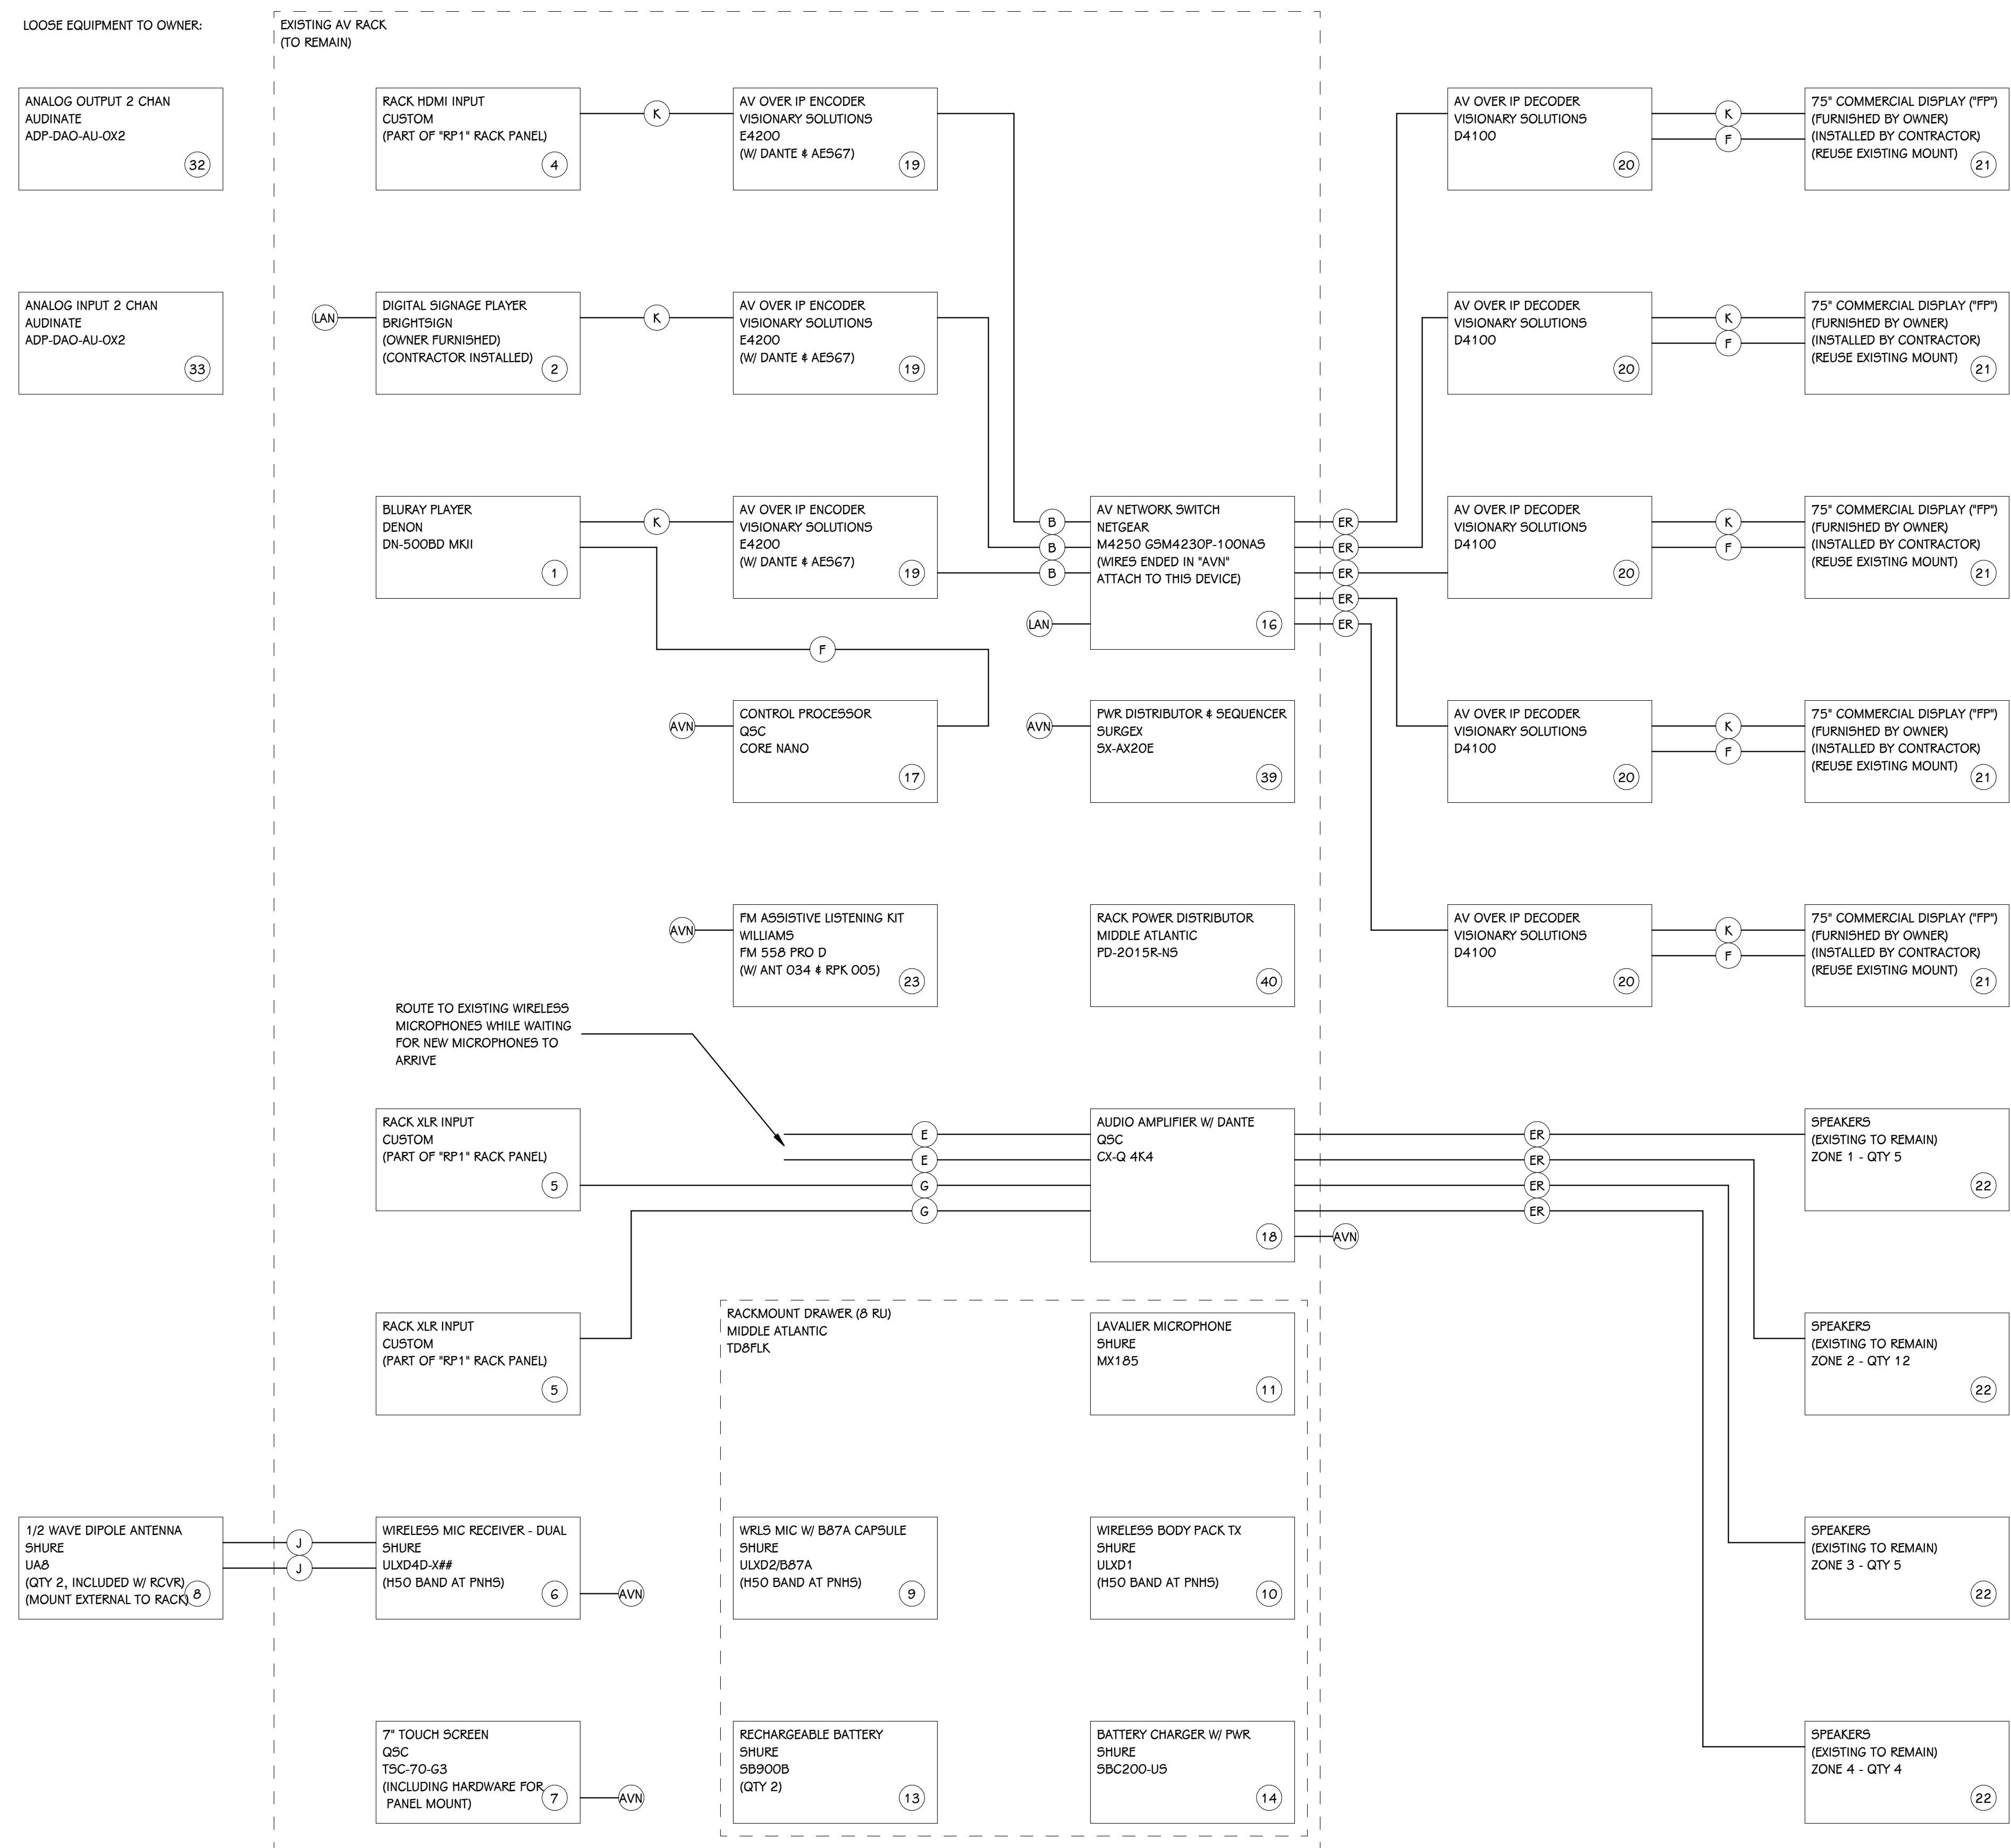 LOOSE EQUIPMENT TO OWNER:
EXISTING AV RACK
(TO REMAIN)
ANALOG OUTPUT 2 CHAN
AUDINATE
ADP-DAO-AU-0X2
32
RACK HDMI INPUT
CUSTOM
(PART OF "RP1" RACK PANEL)
4
K
AV OVER IP ENCODER
VISIONARY SOLUTIONS
E4200
(W/ DANTE & AES67)
19
AV OVER IP DECODER
VISIONARY SOLUTIONS
D4100
20
K
F
75" COMMERCIAL DISPLAY ("FP")
(FURNISHED BY OWNER)
(INSTALLED BY CONTRACTOR)
(REUSE EXISTING MOUNT)
21
ANALOG INPUT 2 CHAN
AUDINATE
ADP-DAO-AU-0X2
33
LAN
DIGITAL SIGNAGE PLAYER
BRIGHTSIGN
(OWNER FURNISHED)
(CONTRACTOR INSTALLED)
2
K
AV OVER IP ENCODER
VISIONARY SOLUTIONS
E4200
(W/ DANTE & AES67)
19
AV OVER IP DECODER
VISIONARY SOLUTIONS
D4100
20
K
F
75" COMMERCIAL DISPLAY ("FP")
(FURNISHED BY OWNER)
(INSTALLED BY CONTRACTOR)
(REUSE EXISTING MOUNT)
21
BLURAY PLAYER
DENON
DN-500BD MKII
1
K
F
AV OVER IP ENCODER
VISIONARY SOLUTIONS
E4200
(W/ DANTE & AES67)
19
B
B
B
LAN
AV NETWORK SWITCH
NETGEAR
M4250 GSM4230P-100NAS
(WIRES ENDED IN "AVN"
ATTACH TO THIS DEVICE)
16
ER
ER
ER
ER
ER
AV OVER IP DECODER
VISIONARY SOLUTIONS
D4100
20
K
F
75" COMMERCIAL DISPLAY ("FP")
(FURNISHED BY OWNER)
(INSTALLED BY CONTRACTOR)
(REUSE EXISTING MOUNT)
21
AVN
CONTROL PROCESSOR
QSC
CORE NANO
17
AVN
PWR DISTRIBUTOR & SEQUENCER
SURGEX
SX-AX20E
39
AV OVER IP DECODER
VISIONARY SOLUTIONS
D4100
20
K
F
75" COMMERCIAL DISPLAY ("FP")
(FURNISHED BY OWNER)
(INSTALLED BY CONTRACTOR)
(REUSE EXISTING MOUNT)
21
AVN
FM ASSISTIVE LISTENING KIT
WILLIAMS
FM 558 PRO D
(W/ ANT 034 & RPK 005)
23
RACK POWER DISTRIBUTOR
MIDDLE ATLANTIC
PD-2015R-NS
40
AV OVER IP DECODER
VISIONARY SOLUTIONS
D4100
20
K
F
75" COMMERCIAL DISPLAY ("FP")
(FURNISHED BY OWNER)
(INSTALLED BY CONTRACTOR)
(REUSE EXISTING MOUNT)
21
ROUTE TO EXISTING WIRELESS
MICROPHONES WHILE WAITING
FOR NEW MICROPHONES TO
ARRIVE
RACK XLR INPUT
CUSTOM
(PART OF "RP1" RACK PANEL)
5
E
E
G
G
AUDIO AMPLIFIER W/ DANTE
QSC
CX-Q 4K4
18
ER
ER
ER
ER
AVN
SPEAKERS
(EXISTING TO REMAIN)
ZONE 1 - QTY 5
22
RACK XLR INPUT
CUSTOM
(PART OF "RP1" RACK PANEL)
5
RACKMOUNT DRAWER (8 RU)
MIDDLE ATLANTIC
TD8FLK
LAVALIER MICROPHONE
SHURE
MX185
11
SPEAKERS
(EXISTING TO REMAIN)
ZONE 2 - QTY 12
22
1/2 WAVE DIPOLE ANTENNA
SHURE
UA8
(QTY 2, INCLUDED W/ RCVR)
(MOUNT EXTERNAL TO RACK)
8
J
J
WIRELESS MIC RECEIVER - DUAL
SHURE
ULXD4D-X##
(H50 BAND AT PNHS)
6
AVN
WRLS MIC W/ B87A CAPSULE
SHURE
ULXD2/B87A
(H50 BAND AT PNHS)
9
WIRELESS BODY PACK TX
SHURE
ULXD1
(H50 BAND AT PNHS)
10
SPEAKERS
(EXISTING TO REMAIN)
ZONE 3 - QTY 5
22
7" TOUCH SCREEN
QSC
TSC-70-G3
(INCLUDING HARDWARE FOR
PANEL MOUNT)
7
AVN
RECHARGEABLE BATTERY
SHURE
SB900B
(QTY 2)
13
BATTERY CHARGER W/ PWR
SHURE
SBC200-US
14
SPEAKERS
(EXISTING TO REMAIN)
ZONE 4 - QTY 4
22